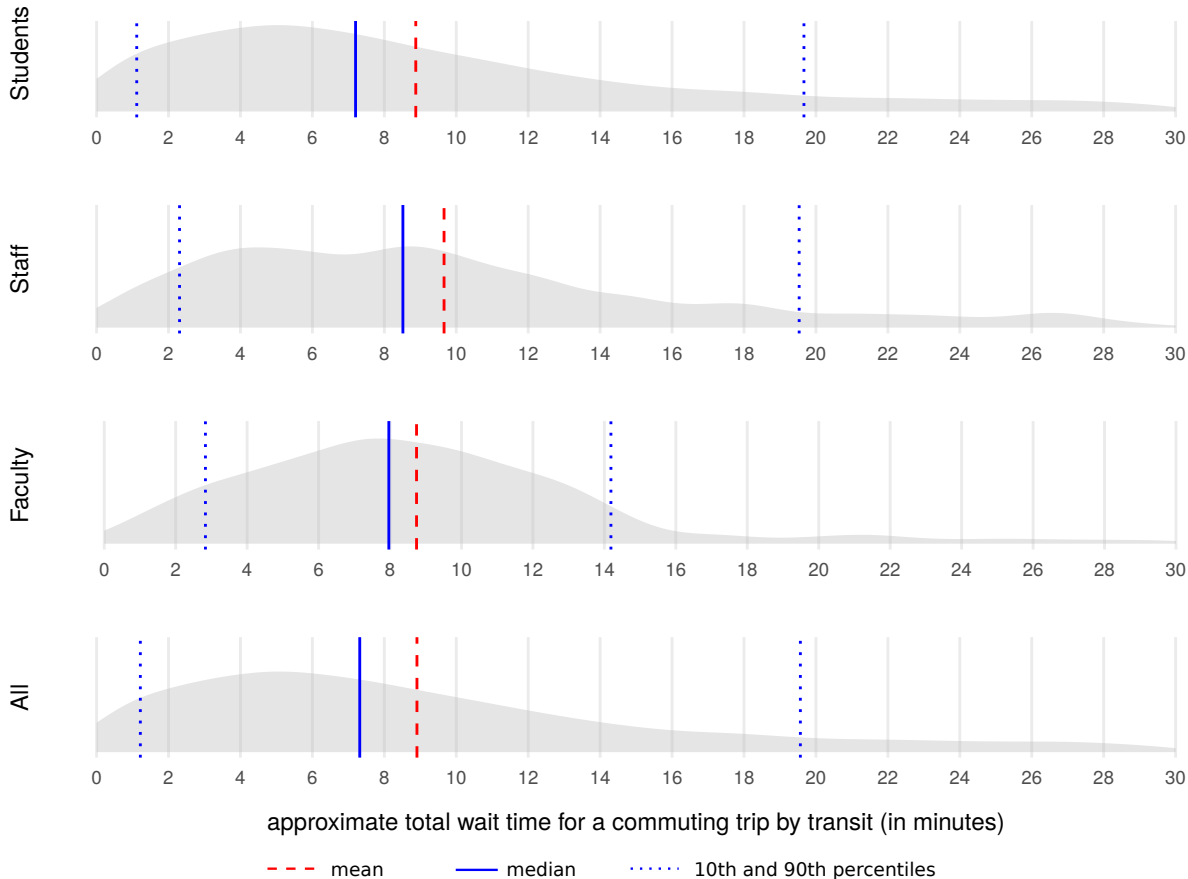 Students
0 2 4 6 8 10 12 14 16 18 20 22 24 26 28 30
Staff
0 2 4 6 8 10 12 14 16 18 20 22 24 26 28 30
Faculty
0 2 4 6 8 10 12 14 16 18 20 22 24 26 28 30
All
0 2 4 6 8 10 12 14 16 18 20 22 24 26 28 30
approximate total wait time for a commuting trip by transit (in minutes)
mean median 10th and 90th percentiles